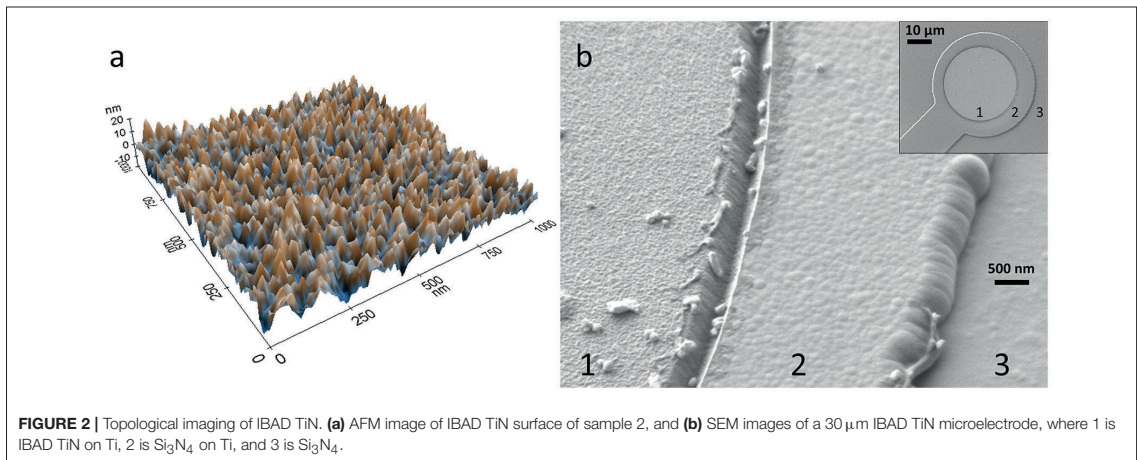 a
nm
20
10
0
-10
1000
750
500
nm
250
0
0
250
500
nm
750
1000
b
10 μm
1
2
3
500 nm
1
2
3
FIGURE 2 | Topological imaging of IBAD TiN. (a) AFM image of IBAD TiN surface of sample 2, and (b) SEM images of a 30 μm IBAD TiN microelectrode, where 1 is
IBAD TiN on Ti, 2 is Si₃N₄ on Ti, and 3 is Si₃N₄.